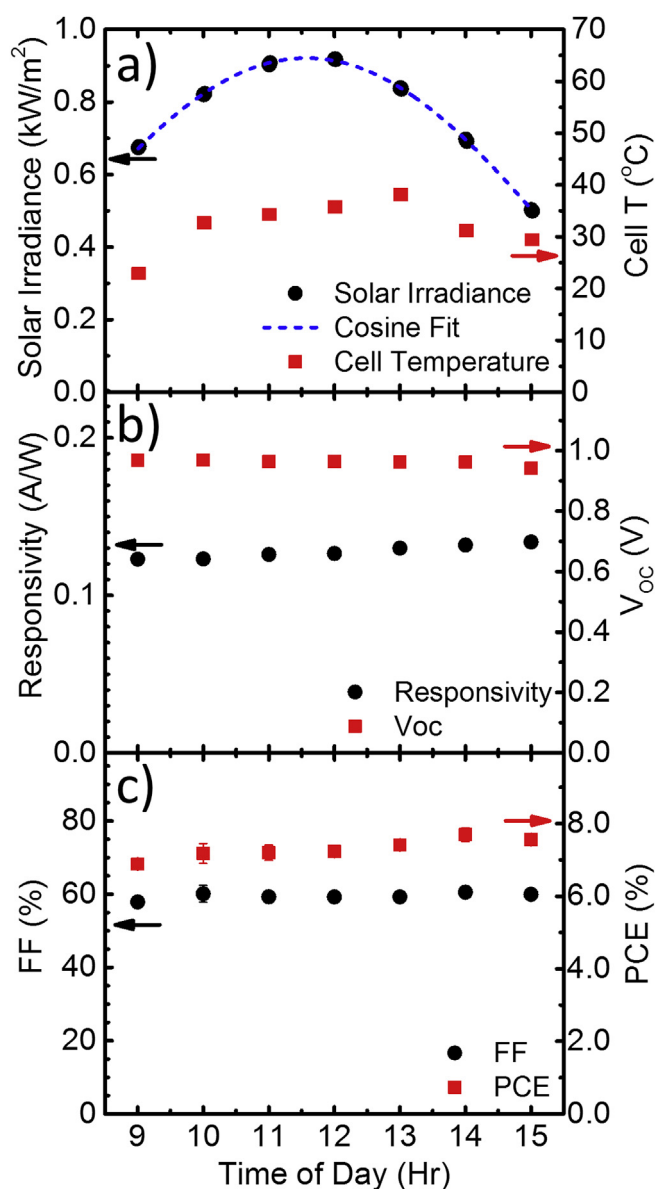 a)
Solar Irradiance (kW/m²)
1.0
0.8
0.6
0.4
0.2
0.0
Cell T (°C)
70
60
50
40
30
20
10
0
Solar Irradiance
Cosine Fit
Cell Temperature
b)
Responsivity (A/W)
0.2
0.1
0.0
V_OC (V)
1.0
0.8
0.6
0.4
0.2
0.0
Responsivity
Voc
c)
FF (%)
80
60
40
20
0
PCE (%)
8.0
6.0
4.0
2.0
0.0
FF
PCE
9 10 11 12 13 14 15
Time of Day (Hr)